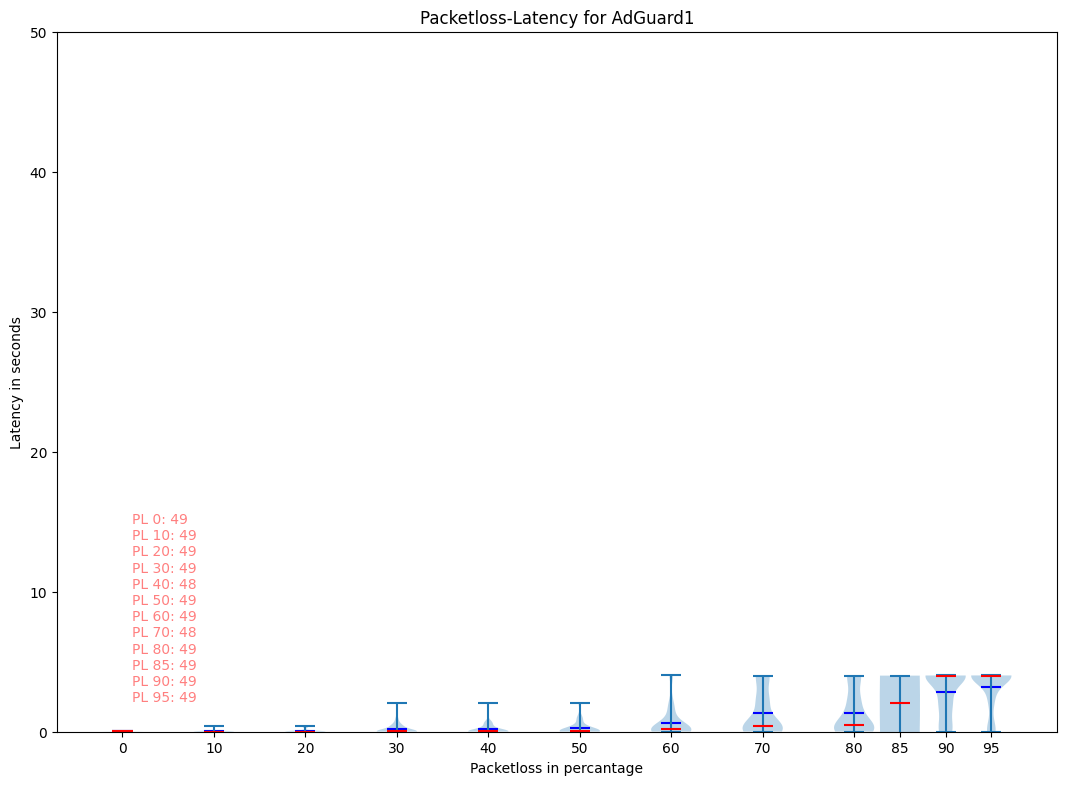 Packetloss-Latency for AdGuard1
50
40
30
20
10
0
Latency in seconds
PL 0: 49
PL 10: 49
PL 20: 49
PL 30: 49
PL 40: 48
PL 50: 49
PL 60: 49
PL 70: 48
PL 80: 49
PL 85: 49
PL 90: 49
PL 95: 49
0 10 20 30 40 50 60 70 80 85 90 95
Packetloss in percantage